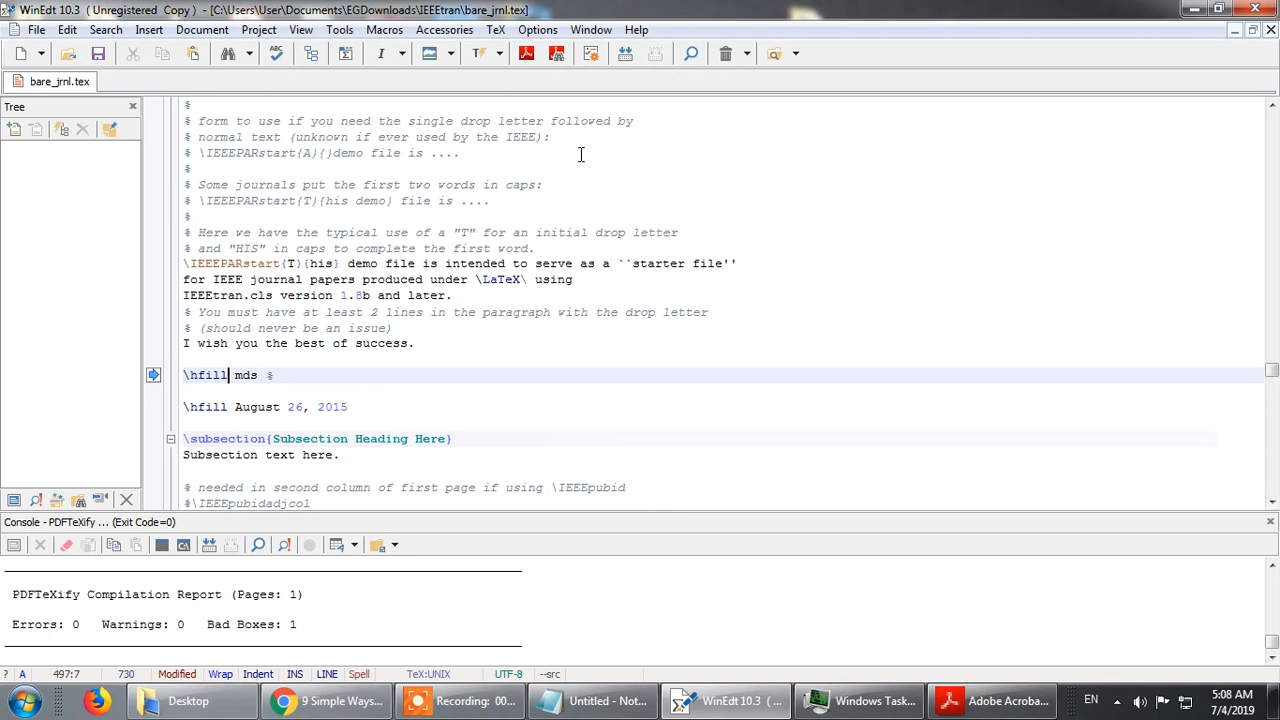 WinEdt 10.3 (Unregistered Copy) - [C:\Users\User\Documents\EGDownloads\IEEEtran\bare_jrnl.tex]
File Edit Search Insert Document Project View Tools Macros Accessories TeX Options Window Help
bare_jrnl.tex
Tree
%
% form to use if you need the single drop letter followed by
% normal text (unknown if ever used by the IEEE):
% \IEEEPARstart{A}{}demo file is ....
%
% Some journals put the first two words in caps:
% \IEEEPARstart{T}{his demo} file is ....
%
% Here we have the typical use of a "T" for an initial drop letter
% and "HIS" in caps to complete the first word.
\IEEEPARstart{T}{his} demo file is intended to serve as a ``starter file''
for IEEE journal papers produced under \LaTeX\ using
IEEEtran.cls version 1.8b and later.
% You must have at least 2 lines in the paragraph with the drop letter
% (should never be an issue)
I wish you the best of success.
\hfill mds %
\hfill August 26, 2015
\subsection{Subsection Heading Here}
Subsection text here.
% needed in second column of first page if using \IEEEpubid
%\IEEEpubidadjcol
Console - PDFTeXify ... (Exit Code=0)
PDFTeXify Compilation Report (Pages: 1)
Errors: 0 Warnings: 0 Bad Boxes: 1
? A 497:7 730 Modified Wrap Indent INS LINE Spell TeX:UNIX UTF-8 --src
Desktop 9 Simple Ways... Recording: 00:... Untitled - Not... WinEdt 10.3 ( ... Windows Task... Adobe Acroba... EN 5:08 AM
7/4/2019